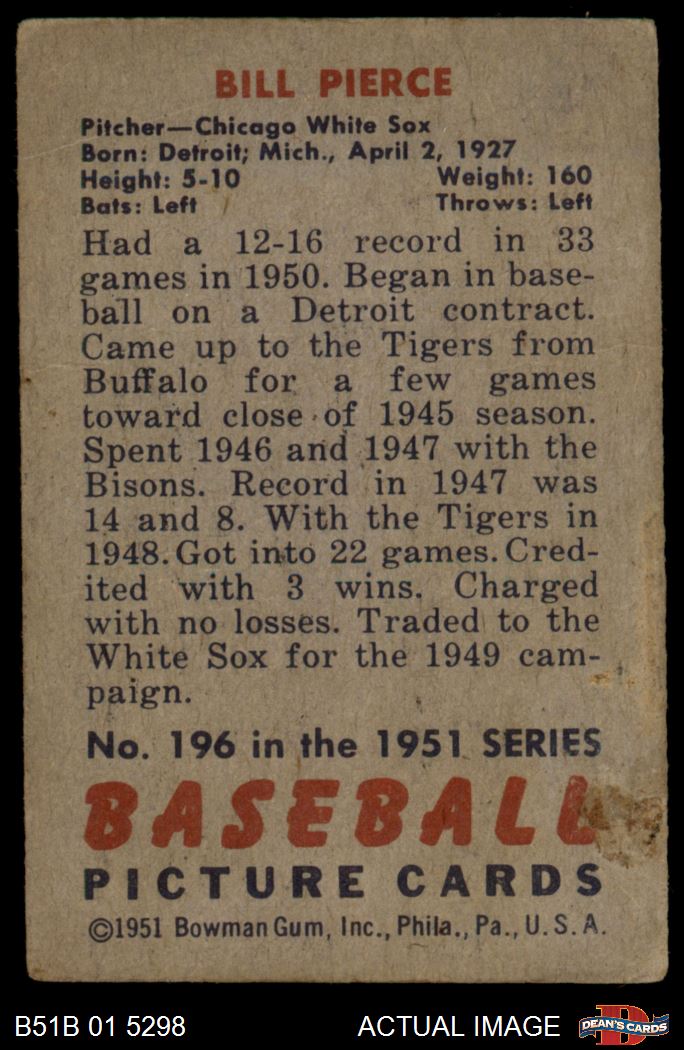 BILL PIERCE
Pitcher—Chicago White Sox
Born: Detroit; Mich., April 2, 1927
Height: 5-10 Weight: 160
Bats: Left Throws: Left
Had a 12-16 record in 33
games in 1950. Began in base-
ball on a Detroit contract.
Came up to the Tigers from
Buffalo for a few games
toward close of 1945 season.
Spent 1946 and 1947 with the
Bisons. Record in 1947 was
14 and 8. With the Tigers in
1948. Got into 22 games. Cred-
ited with 3 wins. Charged
with no losses. Traded to the
White Sox for the 1949 cam-
paign.
No. 196 in the 1951 SERIES
BASEBALL
PICTURE CARDS
©1951 Bowman Gum, Inc., Phila., Pa., U.S.A.
B51B 01 5298 ACTUAL IMAGE
D
DEAN'S CARDS